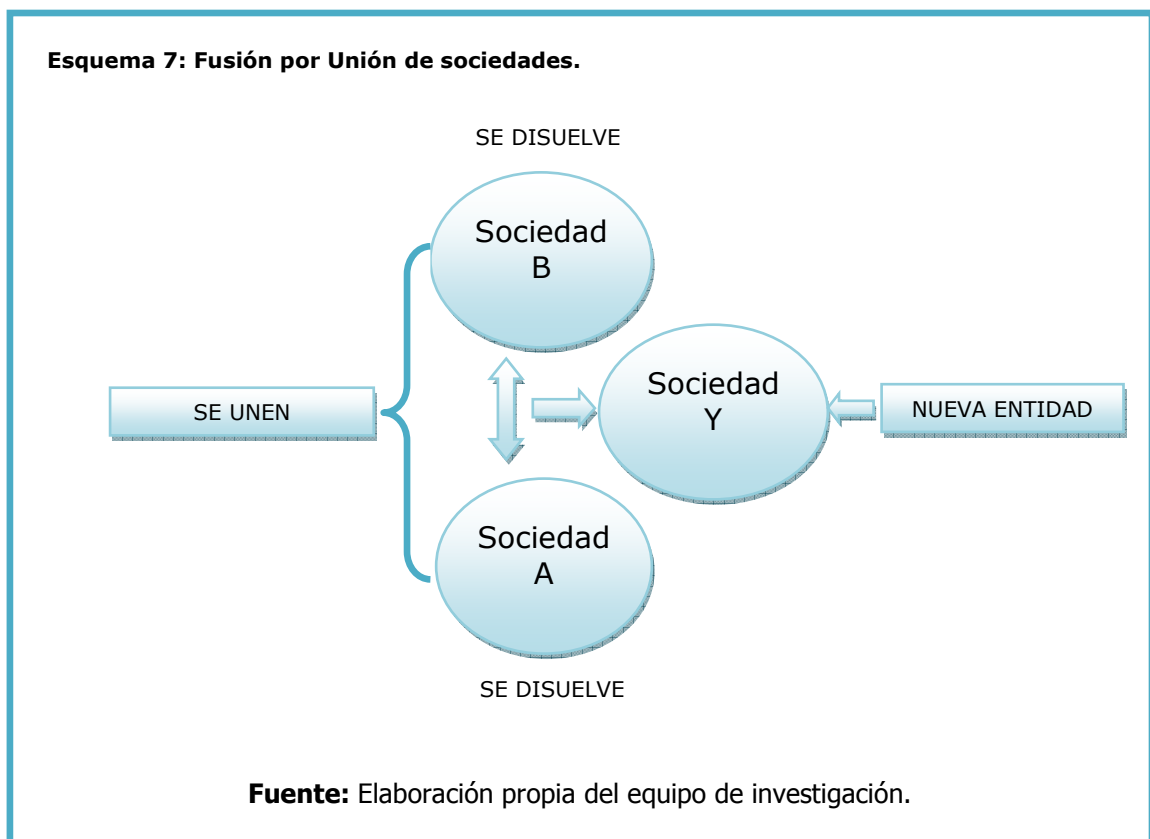 Esquema 7: Fusión por Unión de sociedades.
SE DISUELVE
Sociedad
B
SE UNEN
Sociedad
Y
NUEVA ENTIDAD
Sociedad
A
SE DISUELVE
Fuente: Elaboración propia del equipo de investigación.